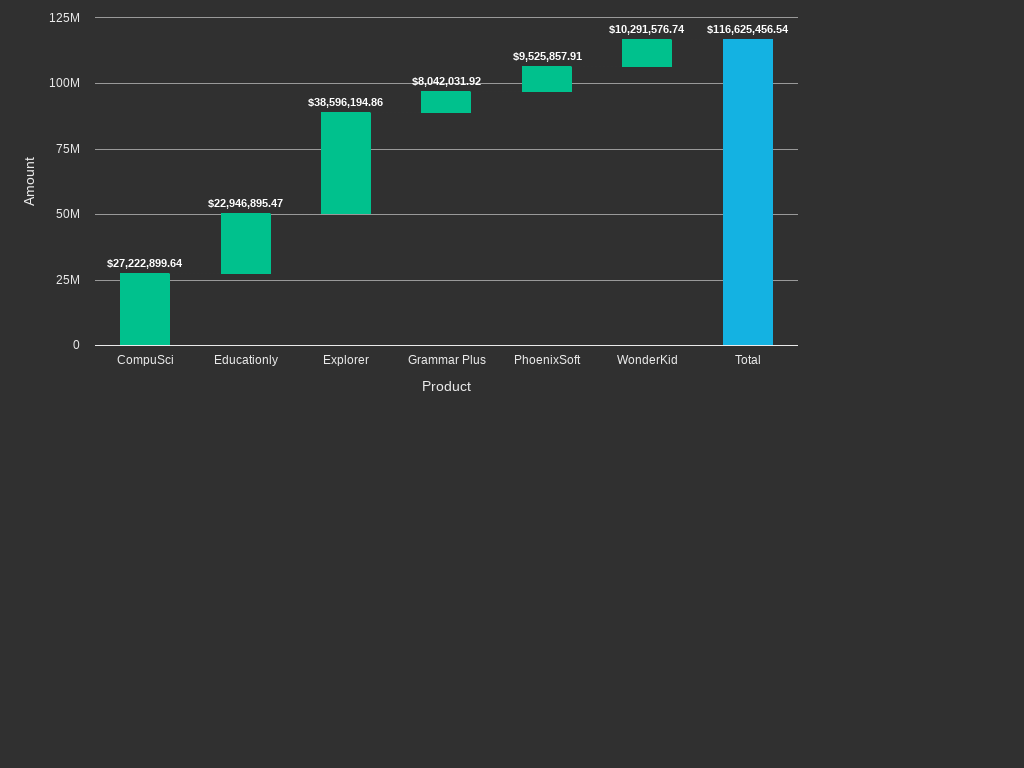 125M
100M
75M
50M
25M
0
Amount
$27,222,899.64
$22,946,895.47
$38,596,194.86
$8,042,031.92
$9,525,857.91
$10,291,576.74
$116,625,456.54
CompuSci
Educationly
Explorer
Grammar Plus
PhoenixSoft
WonderKid
Total
Product